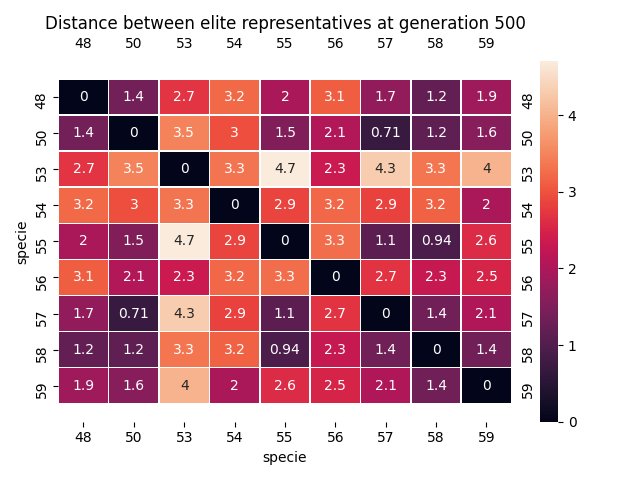 Distance between elite representatives at generation 500
48 50 53 54 55 56 57 58 59
48 0 1.4 2.7 3.2 2 3.1 1.7 1.2 1.9 48
50 1.4 0 3.5 3 1.5 2.1 0.71 1.2 1.6 50
53 2.7 3.5 0 3.3 4.7 2.3 4.3 3.3 4 53
54 3.2 3 3.3 0 2.9 3.2 2.9 3.2 2 54
55 2 1.5 4.7 2.9 0 3.3 1.1 0.94 2.6 55
56 3.1 2.1 2.3 3.2 3.3 0 2.7 2.3 2.5 56
57 1.7 0.71 4.3 2.9 1.1 2.7 0 1.4 2.1 57
58 1.2 1.2 3.3 3.2 0.94 2.3 1.4 0 1.4 58
59 1.9 1.6 4 2 2.6 2.5 2.1 1.4 0 59
48 50 53 54 55 56 57 58 59
specie
specie
4
3
2
1
0